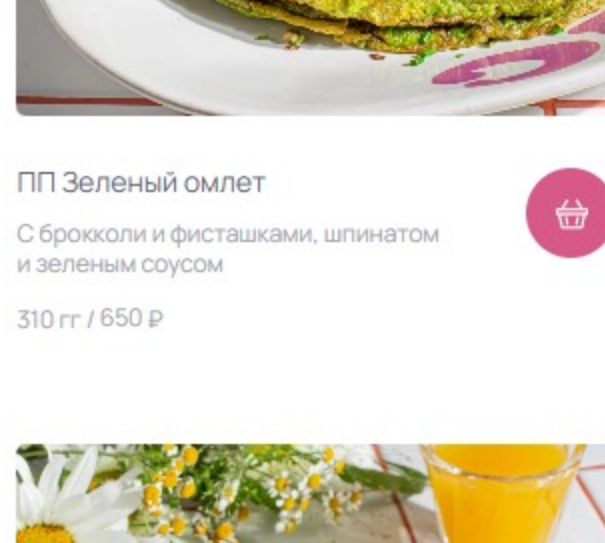 ПП Зеленый омлет
С брокколи и фисташками, шпинатом
и зеленым соусом
310 гг / 650 ₽